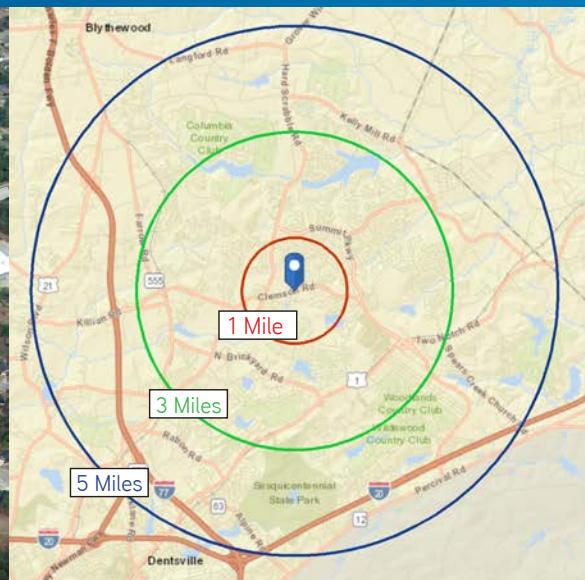 Blythewood
Langford Rd
Hard Scrabble Rd
Kelly Mill Rd
Columbia
Country
Club
Summit Pkwy
Farrow Rd
555
21
Clemson Rd
1 Mile
Killian Rd
Two Notch Rd
N Brickyard Rd
Spears Creek Church Rd
1
3 Miles
Woodlands
Country Club
Wildewood
Country Club
Rabon Rd
5 Miles
77
Sesquicentennial
State Park
20
Percival Rd
63
12
Alpine Rd
20
Dentsville